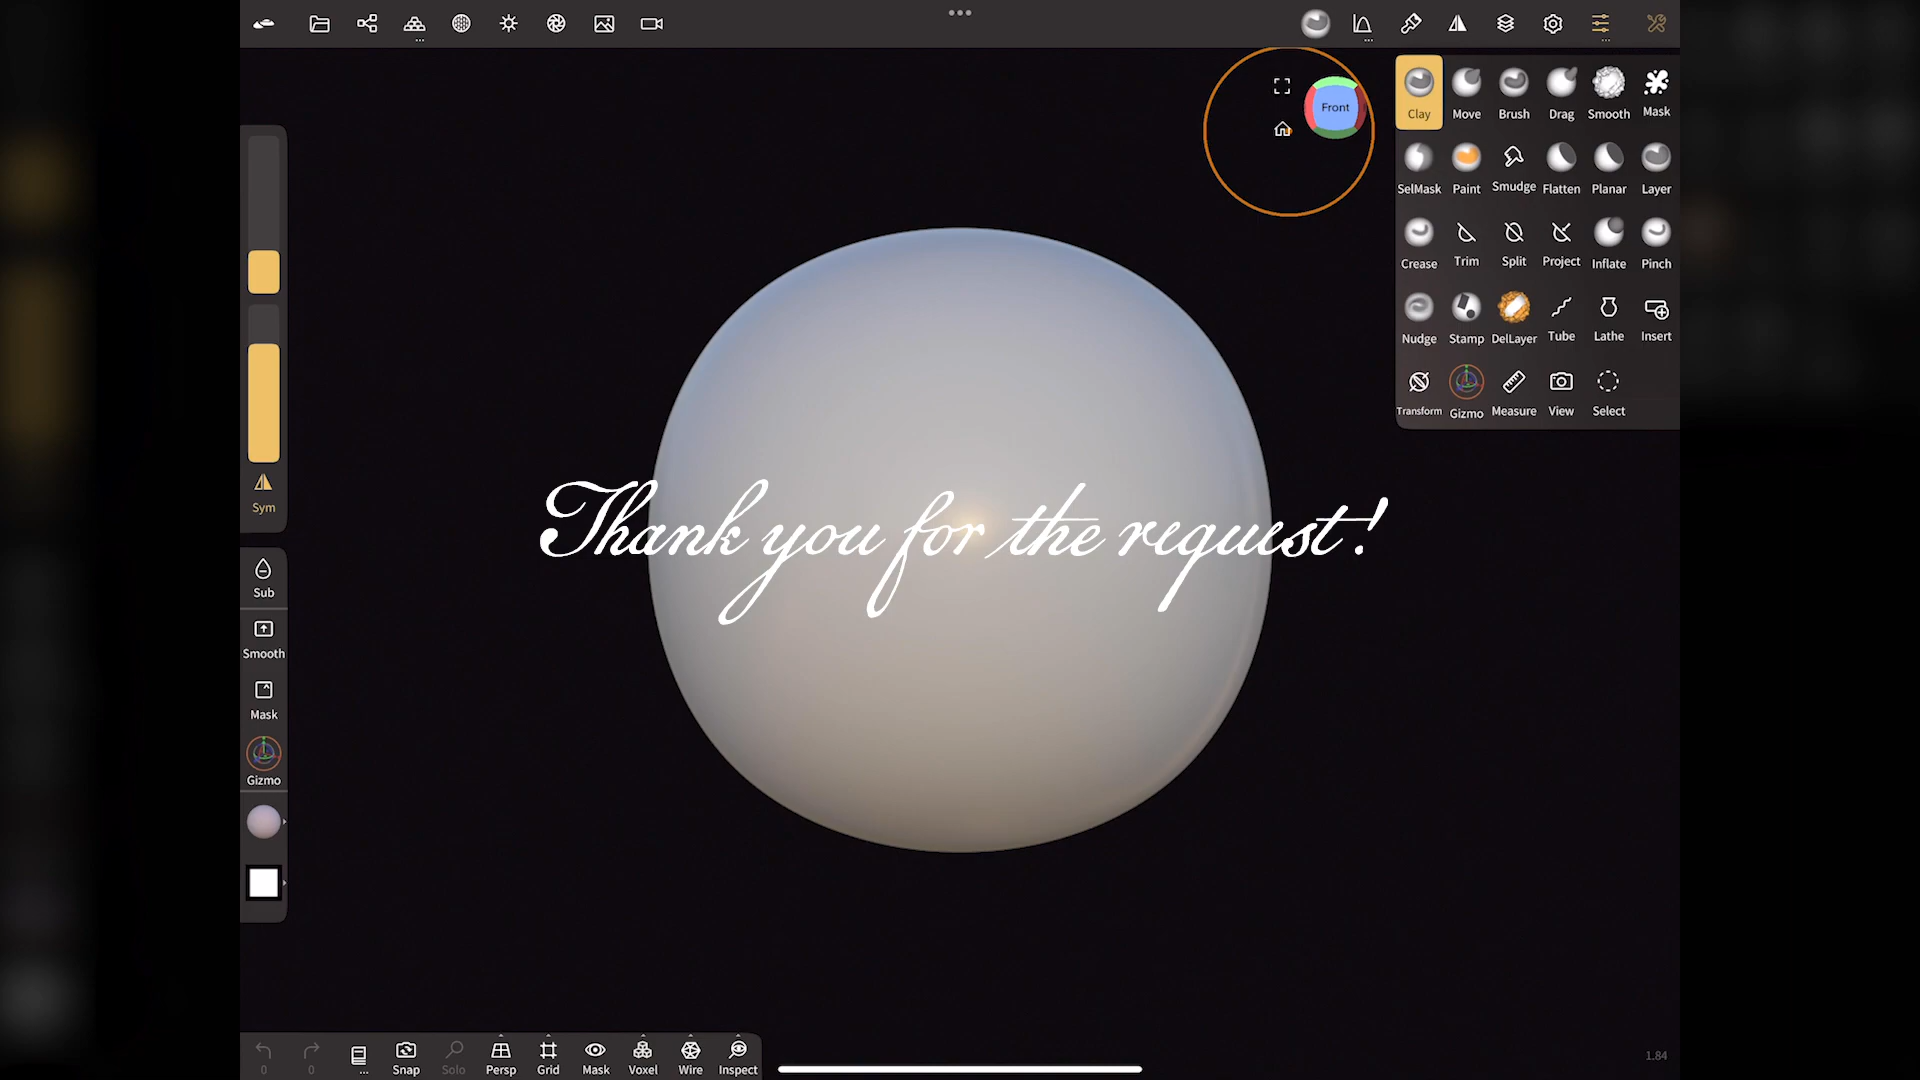 Front
Clay Move Brush Drag Smooth Mask
SelMask Paint Smudge Flatten Planar Layer
Crease Trim Split Project Inflate Pinch
Nudge Stamp DelLayer Tube Lathe Insert
Transform Gizmo Measure View Select
Sym
Thank you for the request!
Sub
Smooth
Mask
Gizmo
0 0 Snap Solo Persp Grid Mask Voxel Wire Inspect
1.84